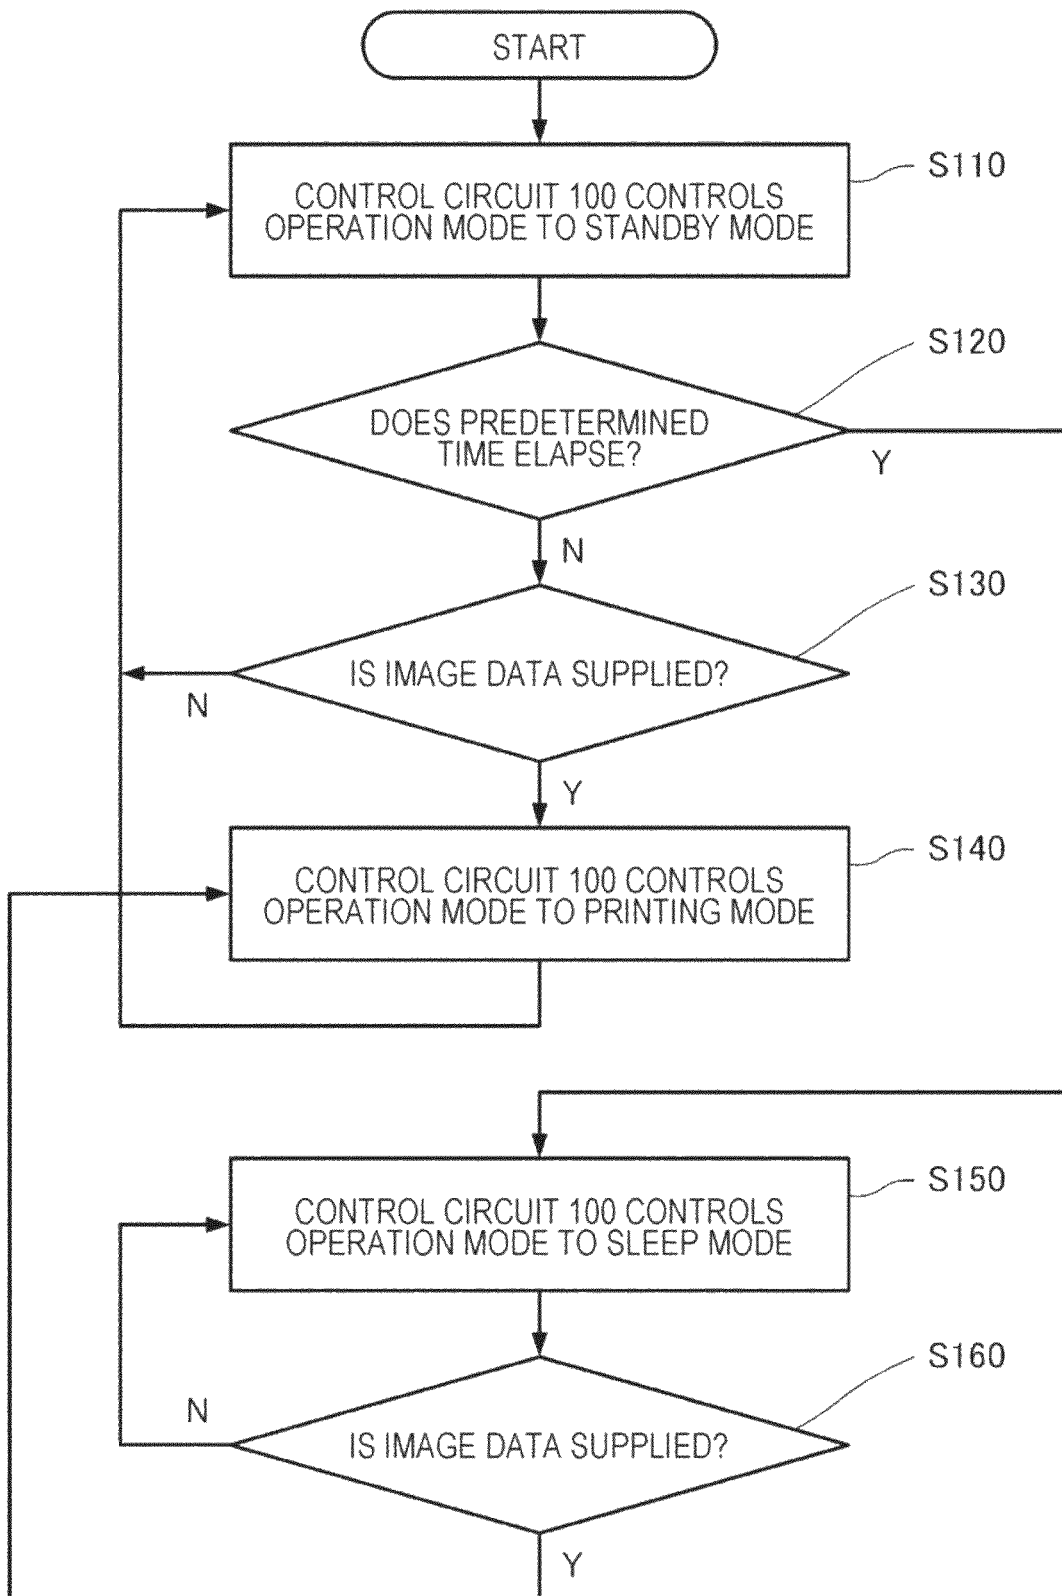 START
S110
CONTROL CIRCUIT 100 CONTROLS
OPERATION MODE TO STANDBY MODE
S120
DOES PREDETERMINED
TIME ELAPSE?
Y
N
S130
IS IMAGE DATA SUPPLIED?
N
Y
S140
CONTROL CIRCUIT 100 CONTROLS
OPERATION MODE TO PRINTING MODE
S150
CONTROL CIRCUIT 100 CONTROLS
OPERATION MODE TO SLEEP MODE
S160
N
IS IMAGE DATA SUPPLIED?
Y